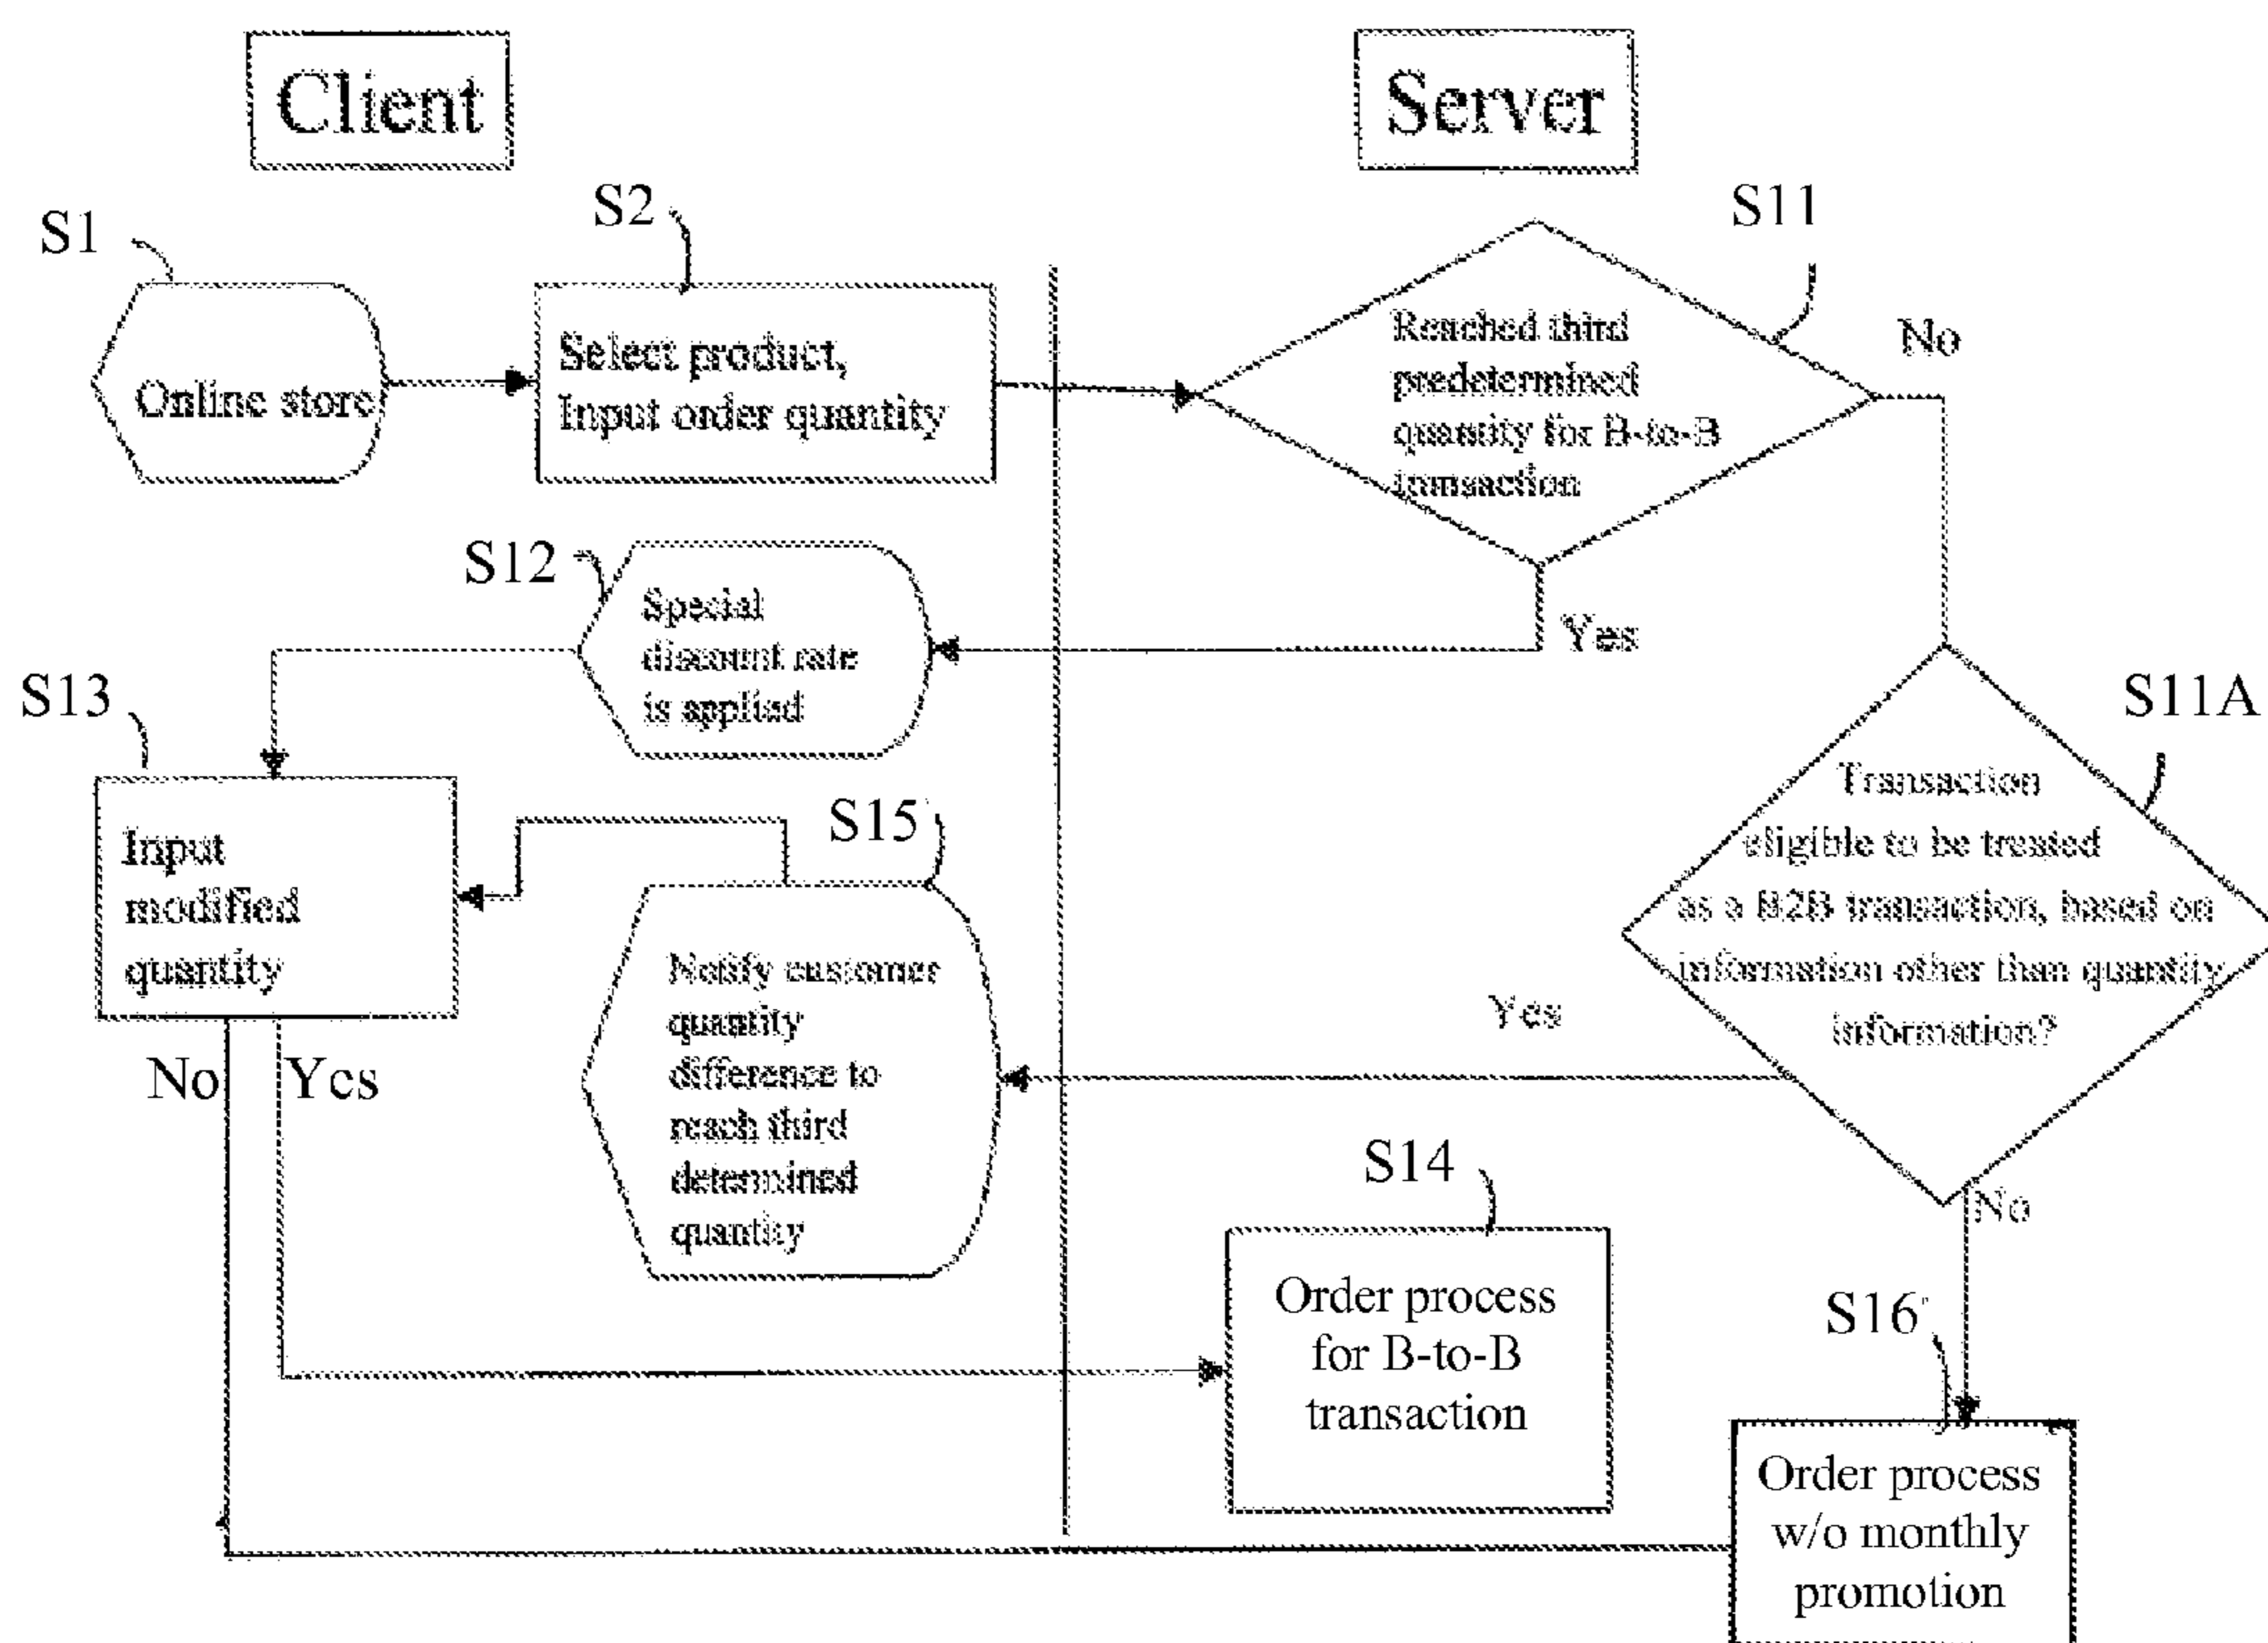 Client
Server
S1
S2
S11
Online store
Select product,
Input order quantity
Reached third
predetermined
quantity for B-to-B
transaction
No
Yes
S12
Special
discount rate
is applied
S13
Input
modified
quantity
No
Yes
S15
Notify customer
quantity
difference to
reach third
determined
quantity
S11A
Transaction
eligible to be treated
as a B2B transaction, based on
information other than quantity
information?
Yes
No
S14
Order process
for B-to-B
transaction
S16
Order process
w/o monthly
promotion